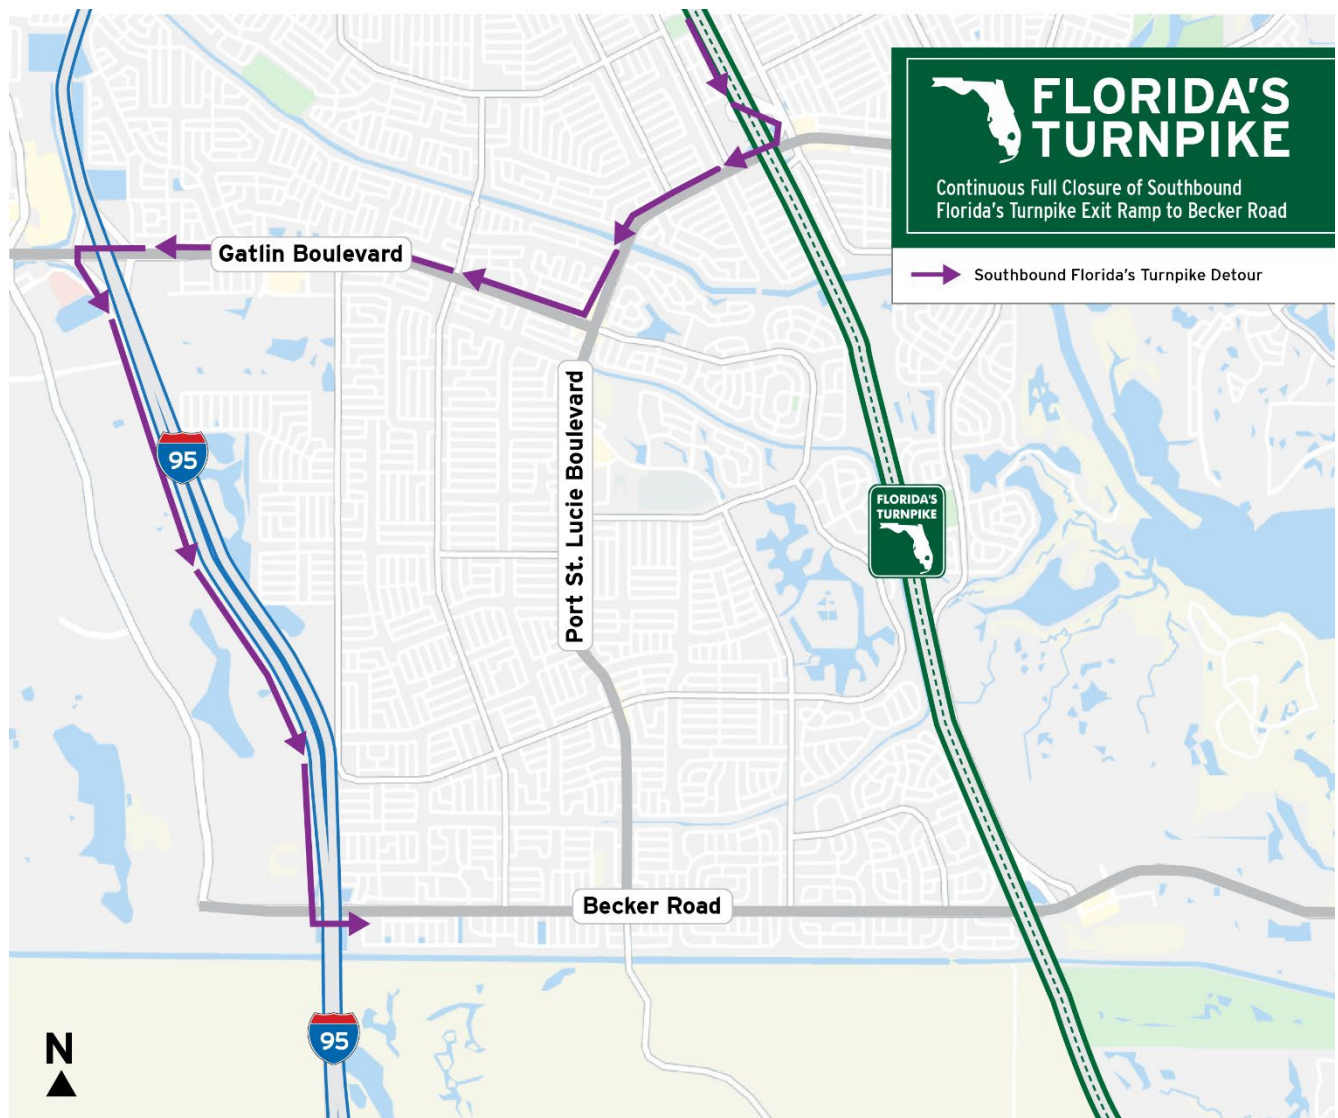 FLORIDA'S
TURNPIKE
Continuous Full Closure of Southbound
Florida's Turnpike Exit Ramp to Becker Road
Southbound Florida's Turnpike Detour
Gatlin Boulevard
Port St. Lucie Boulevard
95
FLORIDA'S
TURNPIKE
Becker Road
95
N